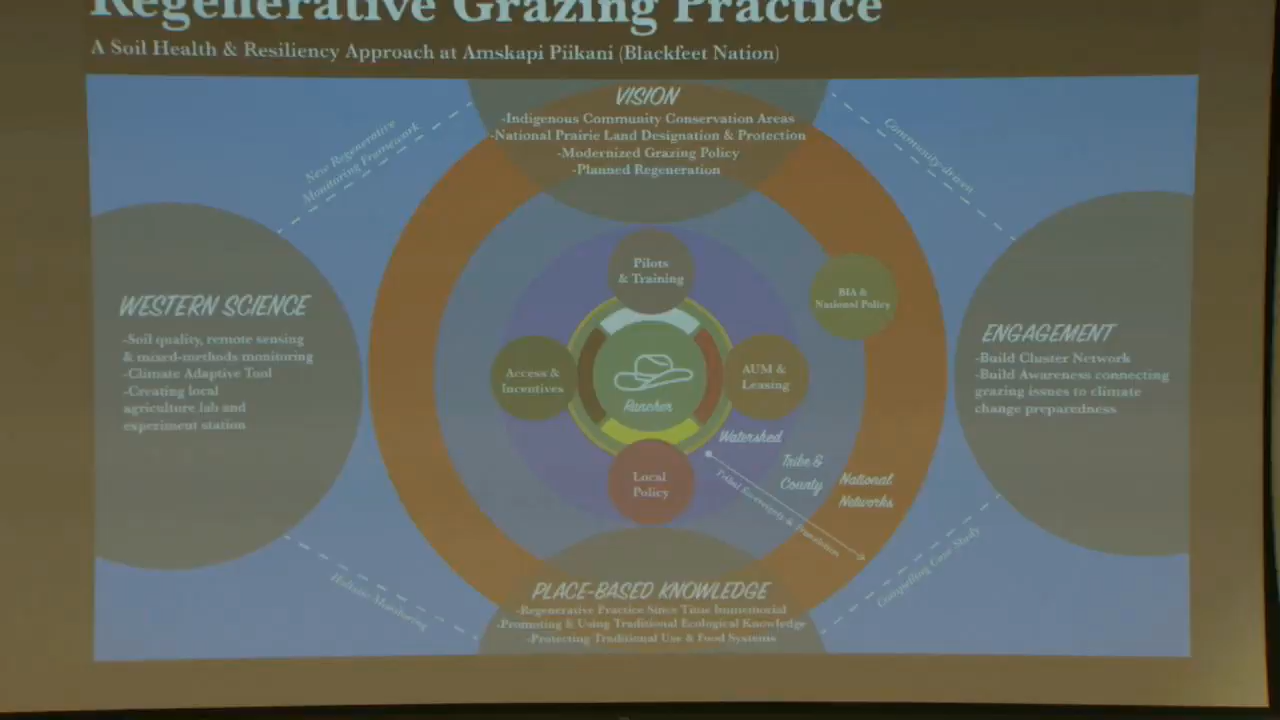 Regenerative Grazing Practice
A Soil Health & Resiliency Approach at Amskapi Piikani (Blackfeet Nation)
VISION
-Indigenous Community Conservation Areas
-National Prairie Land Designation & Protection
-Modernized Grazing Policy
-Planned Regeneration
New Regenerative
Monitoring Framework
Community-driven
WESTERN SCIENCE
-Soil quality, remote sensing
& mixed-methods monitoring
-Climate Adaptive Tool
-Creating local
agriculture lab and
experiment station
Pilots
& Training
BIA &
National Policy
Access &
Incentives
Rancher
AUM &
Leasing
Local
Policy
Watershed
Tribe &
County
National
Networks
Tribal Sovereignty &
ENGAGEMENT
-Build Cluster Network
-Build Awareness connecting
grazing issues to climate
change preparedness
Holistic Monitoring
Compelling Case Study
PLACE-BASED KNOWLEDGE
-Regenerative Practice Since Time Immemorial
-Promoting & Using Traditional Ecological Knowledge
-Protecting Traditional Use & Food Systems